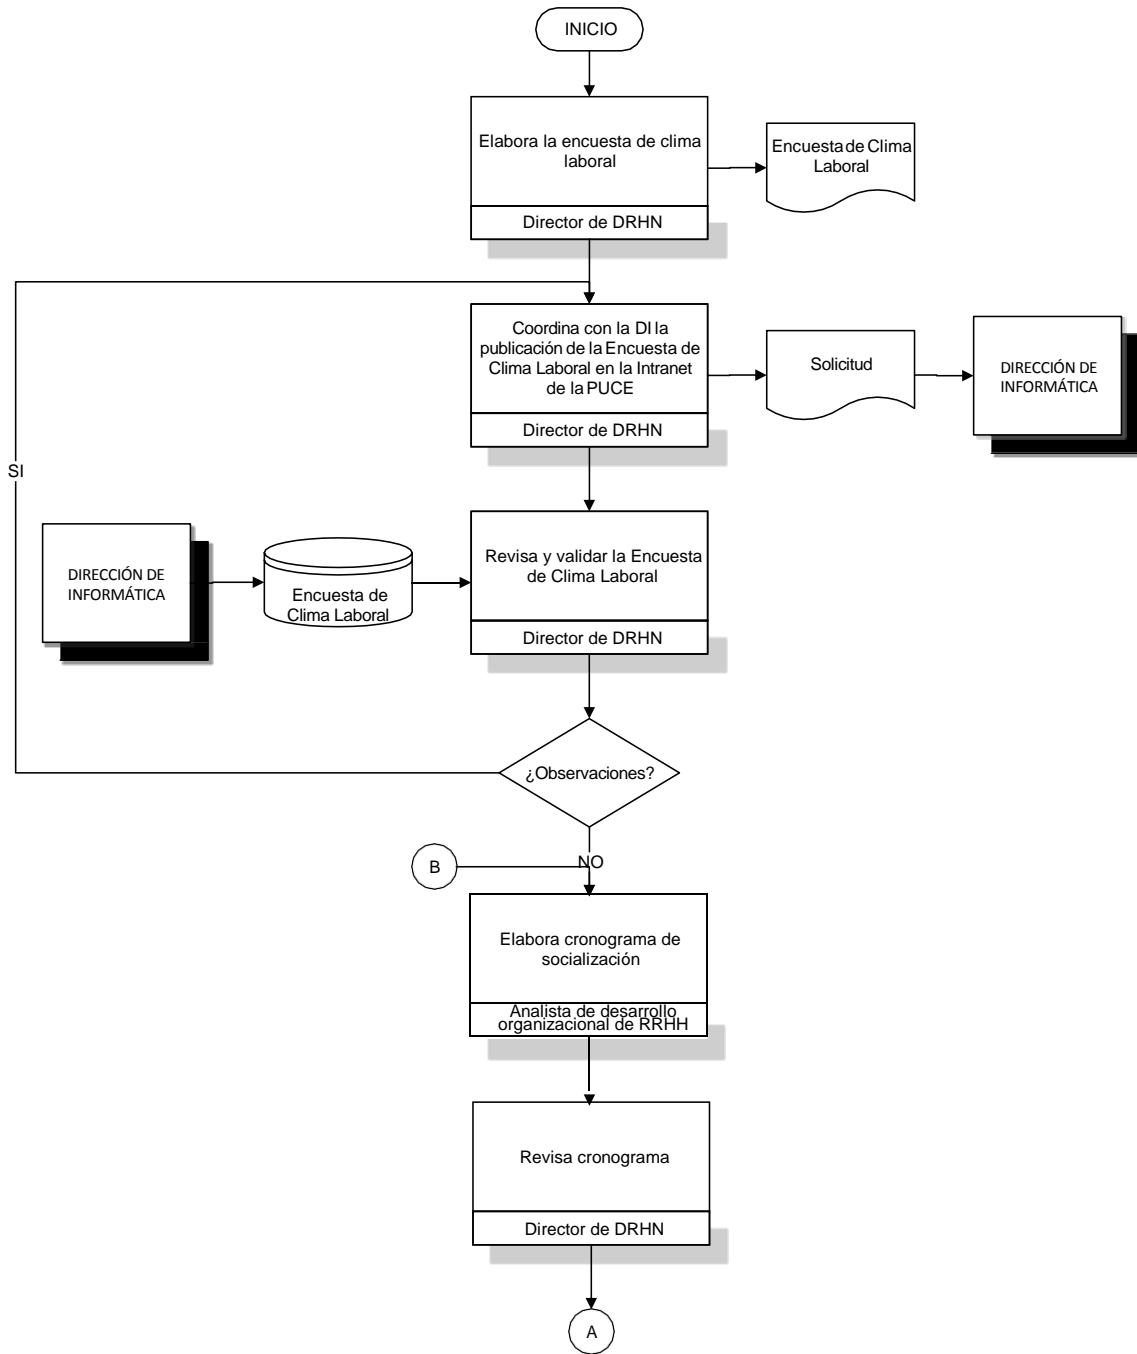 INICIO
Elabora la encuesta de clima
laboral
Director de DRHN
Encuesta de Clima
Laboral
Coordina con la DI la
publicación de la Encuesta de
Clima Laboral en la Intranet
de la PUCE
Director de DRHN
Solicitud
DIRECCIÓN DE
INFORMÁTICA
SI
DIRECCIÓN DE
INFORMÁTICA
Encuesta de
Clima Laboral
Revisa y validar la Encuesta
de Clima Laboral
Director de DRHN
¿Observaciones?
NO
B
Elabora cronograma de
socialización
Analista de desarrollo
organizacional de RRHH
Revisa cronograma
Director de DRHN
A